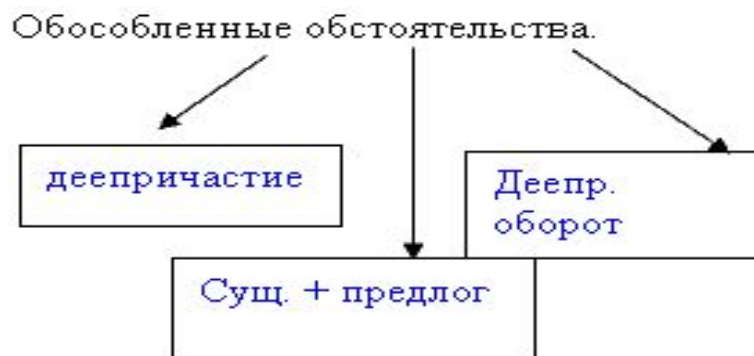 Обособленные обстоятельства.
деепричастие
Деепр.
оборот
Сущ. + предлог